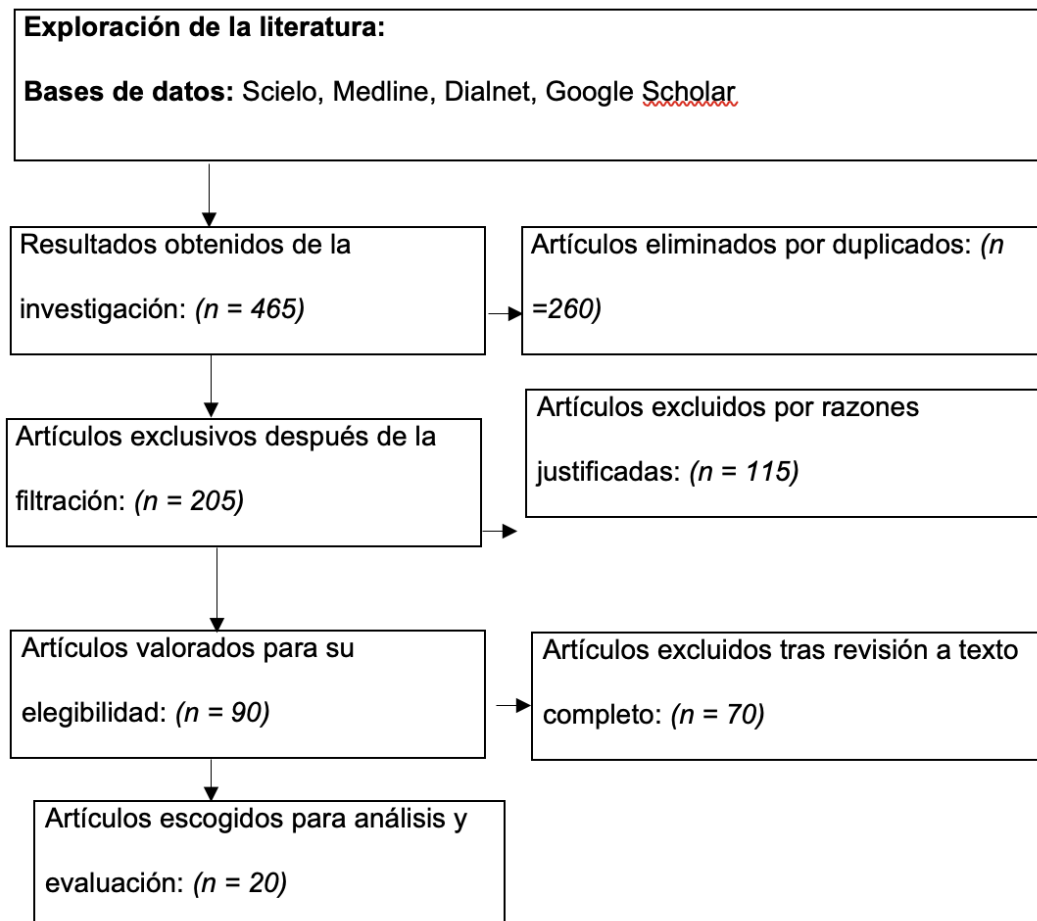 Exploración de la literatura:
Bases de datos: Scielo, Medline, Dialnet, Google Scholar
Resultados obtenidos de la
investigación: (n = 465)
Artículos eliminados por duplicados: (n
=260)
Artículos exclusivos después de la
filtración: (n = 205)
Artículos excluidos por razones
justificadas: (n = 115)
Artículos valorados para su
elegibilidad: (n = 90)
Artículos excluidos tras revisión a texto
completo: (n = 70)
Artículos escogidos para análisis y
evaluación: (n = 20)